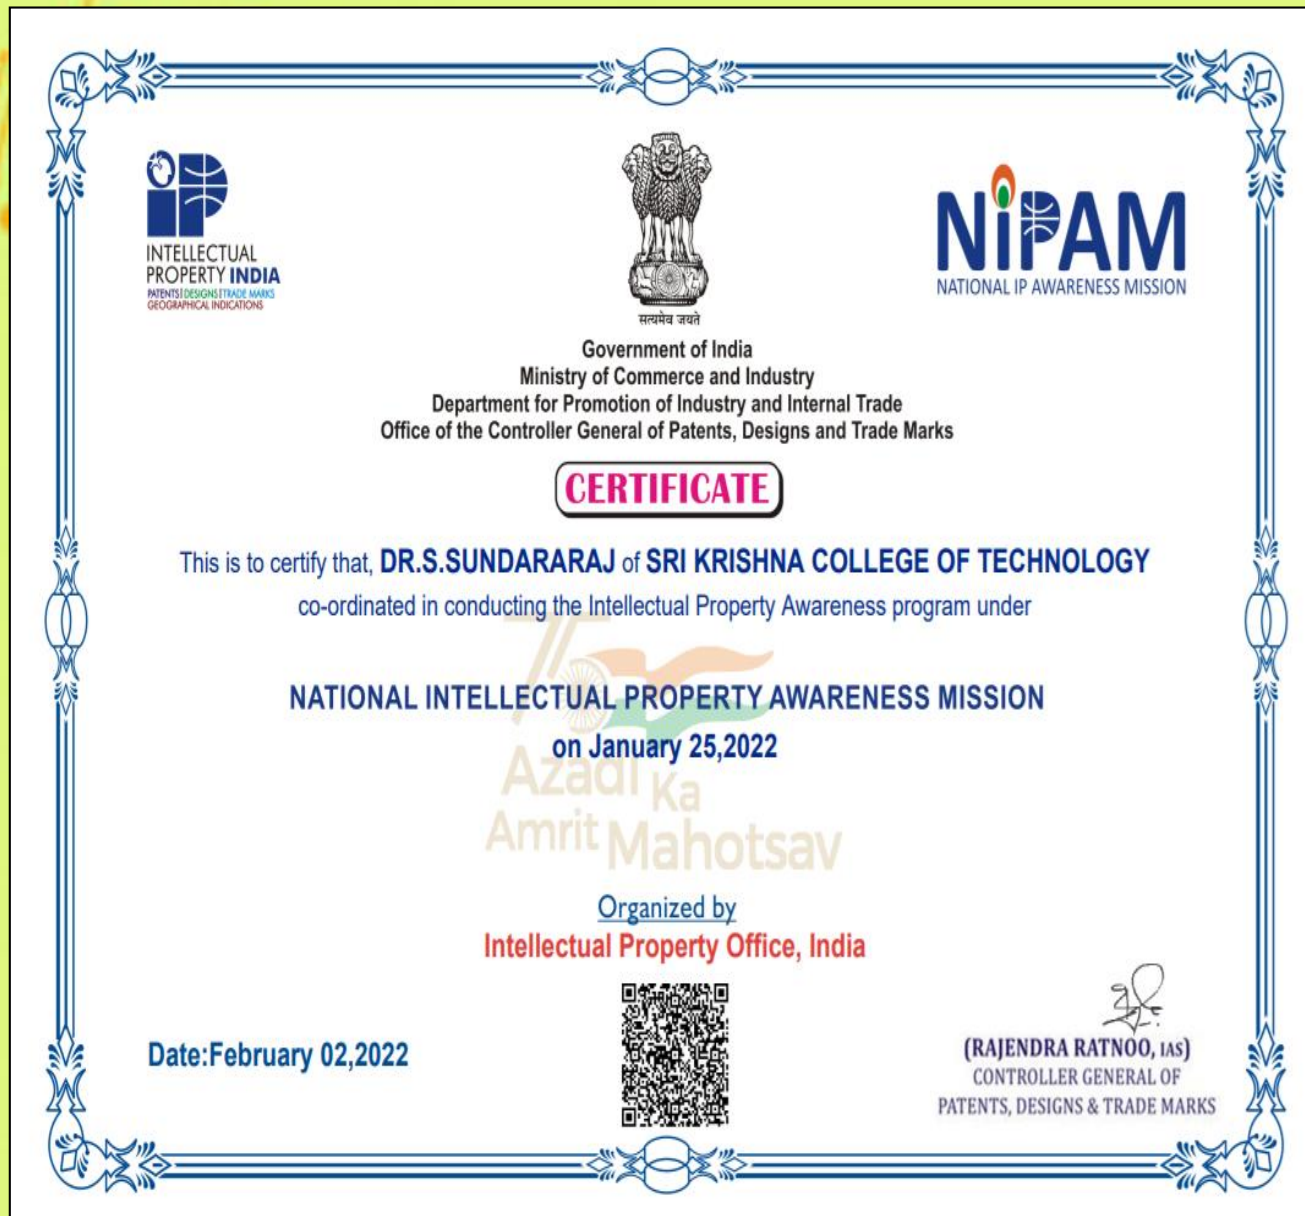 INTELLECTUAL
PROPERTY INDIA
PATENTS | DESIGNS | TRADE MARKS
GEOGRAPHICAL INDICATIONS
सत्यमेव जयते
NiPAM
NATIONAL IP AWARENESS MISSION
Government of India
Ministry of Commerce and Industry
Department for Promotion of Industry and Internal Trade
Office of the Controller General of Patents, Designs and Trade Marks
CERTIFICATE
This is to certify that, DR.S.SUNDARARAJ of SRI KRISHNA COLLEGE OF TECHNOLOGY
co-ordinated in conducting the Intellectual Property Awareness program under
75
NATIONAL INTELLECTUAL PROPERTY AWARENESS MISSION
on January 25,2022
Azadi Ka
Amrit Mahotsav
Organized by
Intellectual Property Office, India
Date:February 02,2022
(RAJENDRA RATNOO, IAS)
CONTROLLER GENERAL OF
PATENTS, DESIGNS & TRADE MARKS